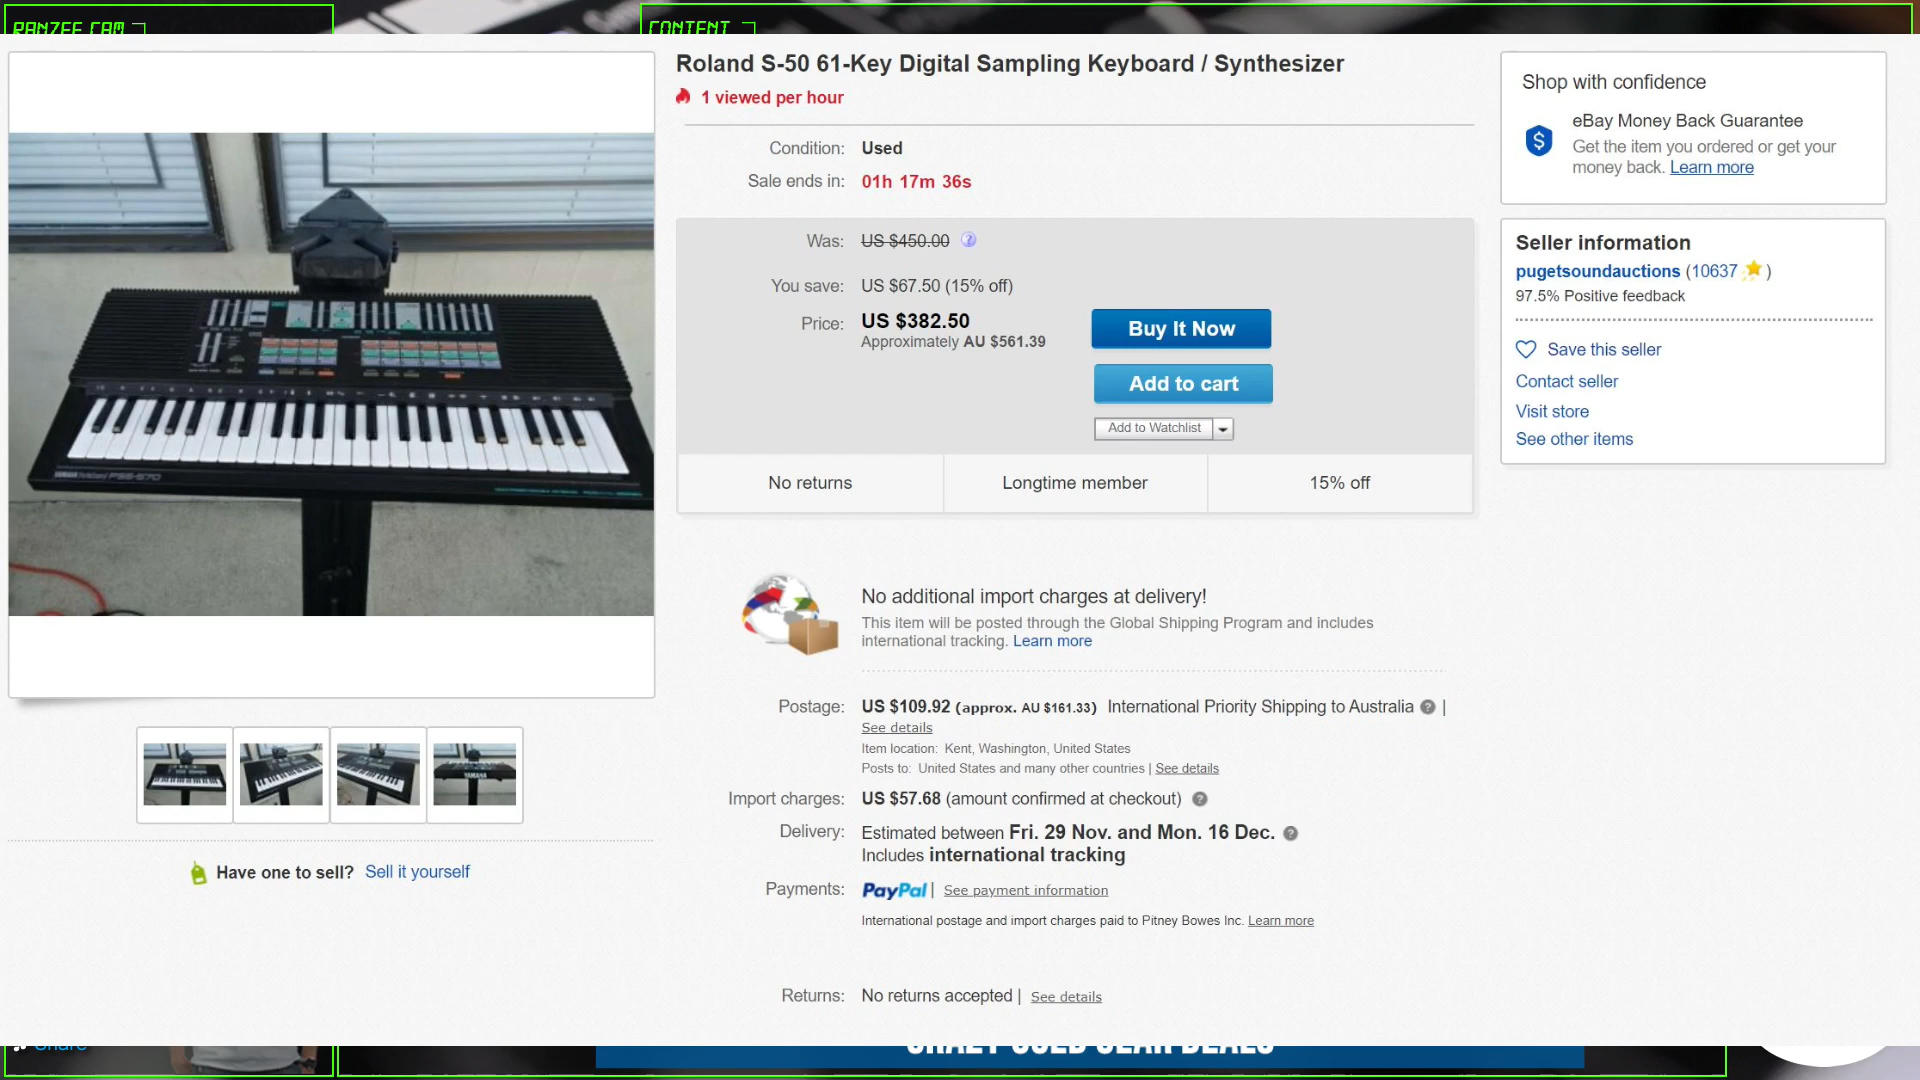 RANZEE CAM
CONTENT
Roland S-50 61-Key Digital Sampling Keyboard / Synthesizer
1 viewed per hour
Condition: Used
Sale ends in: 01h 17m 36s
Was: US $450.00
You save: US $67.50 (15% off)
Price: US $382.50
Approximately AU $561.39
Buy It Now
Add to cart
Add to Watchlist
No returns
Longtime member
15% off
No additional import charges at delivery!
This item will be posted through the Global Shipping Program and includes
international tracking. Learn more
Postage: US $109.92 (approx. AU $161.33) International Priority Shipping to Australia |
See details
Item location: Kent, Washington, United States
Posts to: United States and many other countries | See details
Import charges: US $57.68 (amount confirmed at checkout)
Delivery: Estimated between Fri. 29 Nov. and Mon. 16 Dec.
Includes international tracking
Payments: PayPal | See payment information
International postage and import charges paid to Pitney Bowes Inc. Learn more
Returns: No returns accepted | See details
Shop with confidence
eBay Money Back Guarantee
Get the item you ordered or get your
money back. Learn more
Seller information
pugetsoundauctions (10637)
97.5% Positive feedback
Save this seller
Contact seller
Visit store
See other items
PSS-570
YAMAHA
Have one to sell? Sell it yourself
Share
CRAZY USED GEAR DEALS